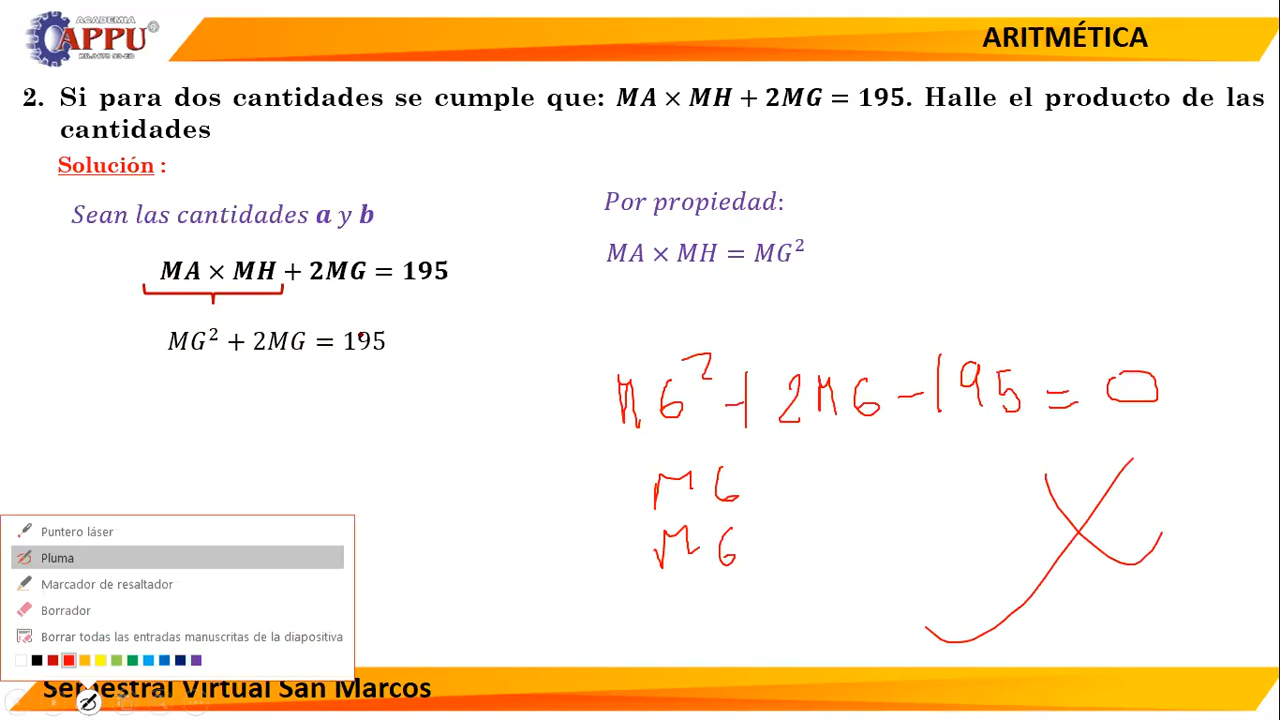 ACADEMIA
APPU®
ARITMÉTICA
2. Si para dos cantidades se cumple que: MA × MH + 2MG = 195. Halle el producto de las
cantidades
Solución :
Sean las cantidades a y b
MA × MH + 2MG = 195
MG² + 2MG = 195
Por propiedad:
MA × MH = MG²
MG² + 2MG - 195 = 0
MG
MG
Puntero láser
Pluma
Marcador de resaltador
Borrador
Borrar todas las entradas manuscritas de la diapositiva
Semestral Virtual San Marcos